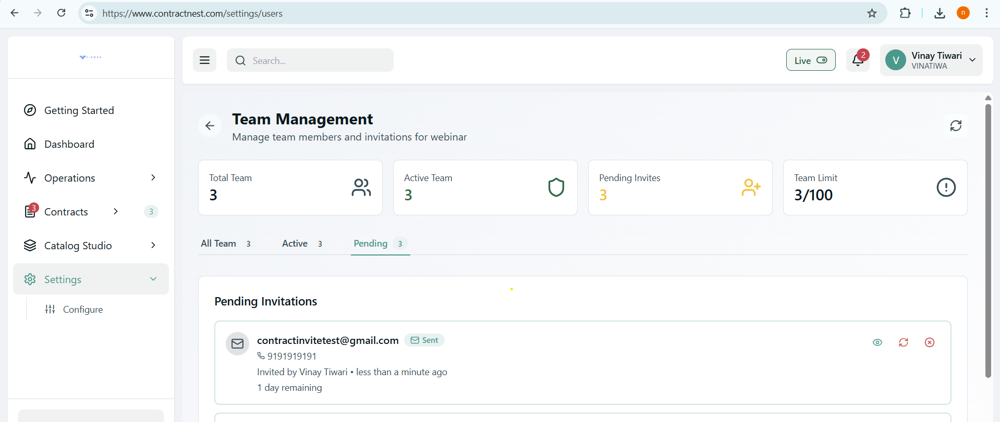 https://www.contractnest.com/settings/users
n
VIKUNA
Search...
Live
2
V
Vinay Tiwari
VINATIWA
Getting Started
Dashboard
Operations
3
Contracts
3
Catalog Studio
Settings
Configure
Team Management
Manage team members and invitations for webinar
Total Team
3
Active Team
3
Pending Invites
3
Team Limit
3/100
All Team 3
Active 3
Pending 3
Pending Invitations
contractinvitetest@gmail.com
Sent
9191919191
Invited by Vinay Tiwari • less than a minute ago
1 day remaining